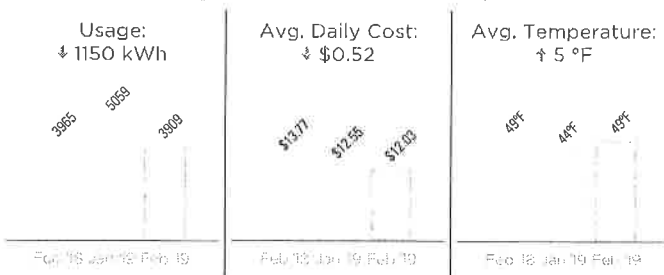 Usage:
↓ 1150 kWh
3965 5059 3909
Feb 18 Jan 19 Feb 19
Avg. Daily Cost:
↓ $0.52
$13.77 $12.55 $12.03
Feb 18 Jan 19 Feb 19
Avg. Temperature:
↑ 5 °F
49°F 44°F 49°F
Feb 18 Jan 19 Feb 19